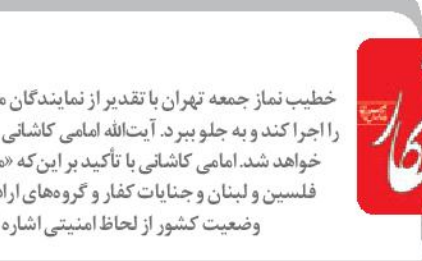 خطیب نماز جمعه تهران با تقدیر از نمایندگان م
را اجرا کند و به جلو ببرد. آیت‌الله امامی کاشانی
خواهد شد. امامی کاشانی با تأکید بر این‌که «م
فلسین و لبنان و جنایات کفار و گروه‌های اراد
وضعیت کشور از لحاظ امنیتی اشاره